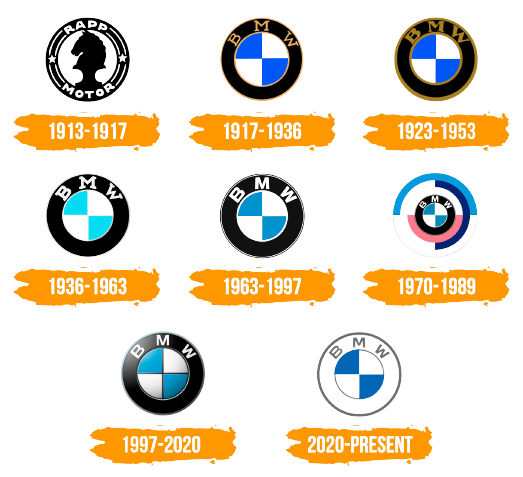 RAPP
MOTOR
BMW
BMW
1913-1917
1917-1936
1923-1953
BMW
BMW
BMW
1936-1963
1963-1997
1970-1989
BMW
BMW
1997-2020
2020-PRESENT